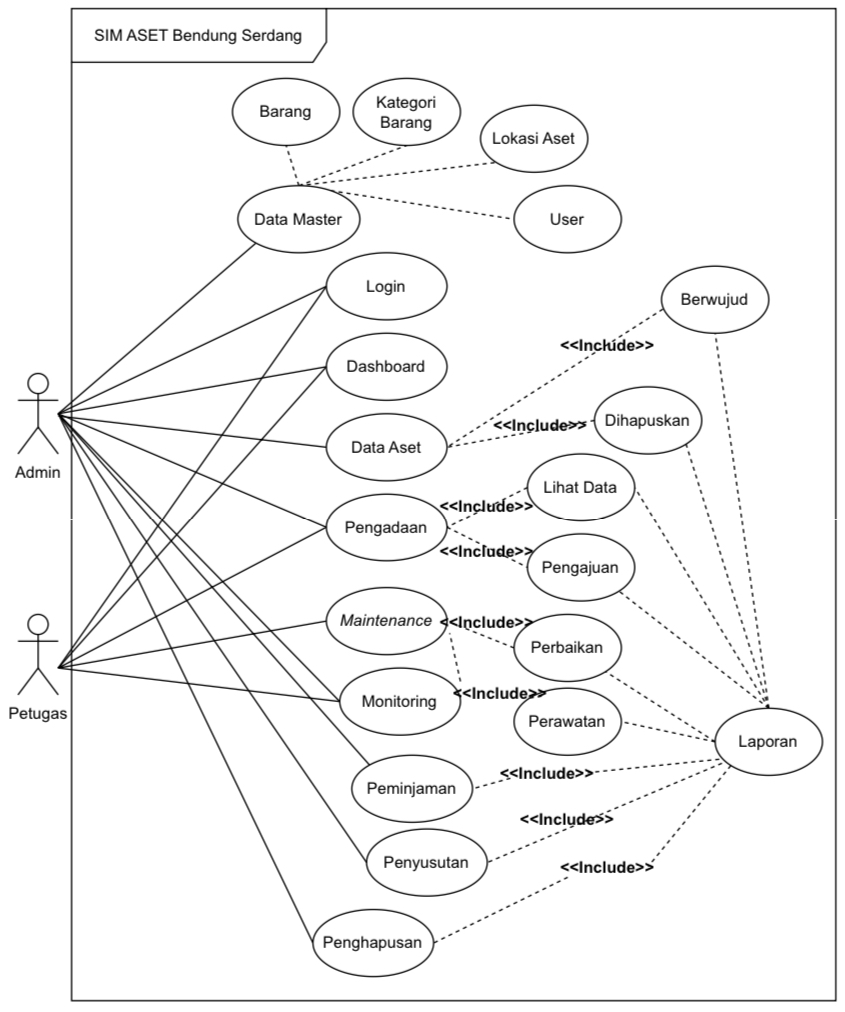 SIM ASET Bendung Serdang
Barang
Kategori
Barang
Lokasi Aset
Data Master
User
Login
Berwujud
<<Include>>
Dashboard
Dihapuskan
<<Include>>
Data Aset
Admin
Lihat Data
<<Include>>
Pengadaan
<<Include>>
Pengajuan
Maintenance
<<Include>>
Perbaikan
<<Include>>
Monitoring
Petugas
Perawatan
Laporan
<<Include>>
Peminjaman
<<Include>>
Penyusutan
<<Include>>
Penghapusan